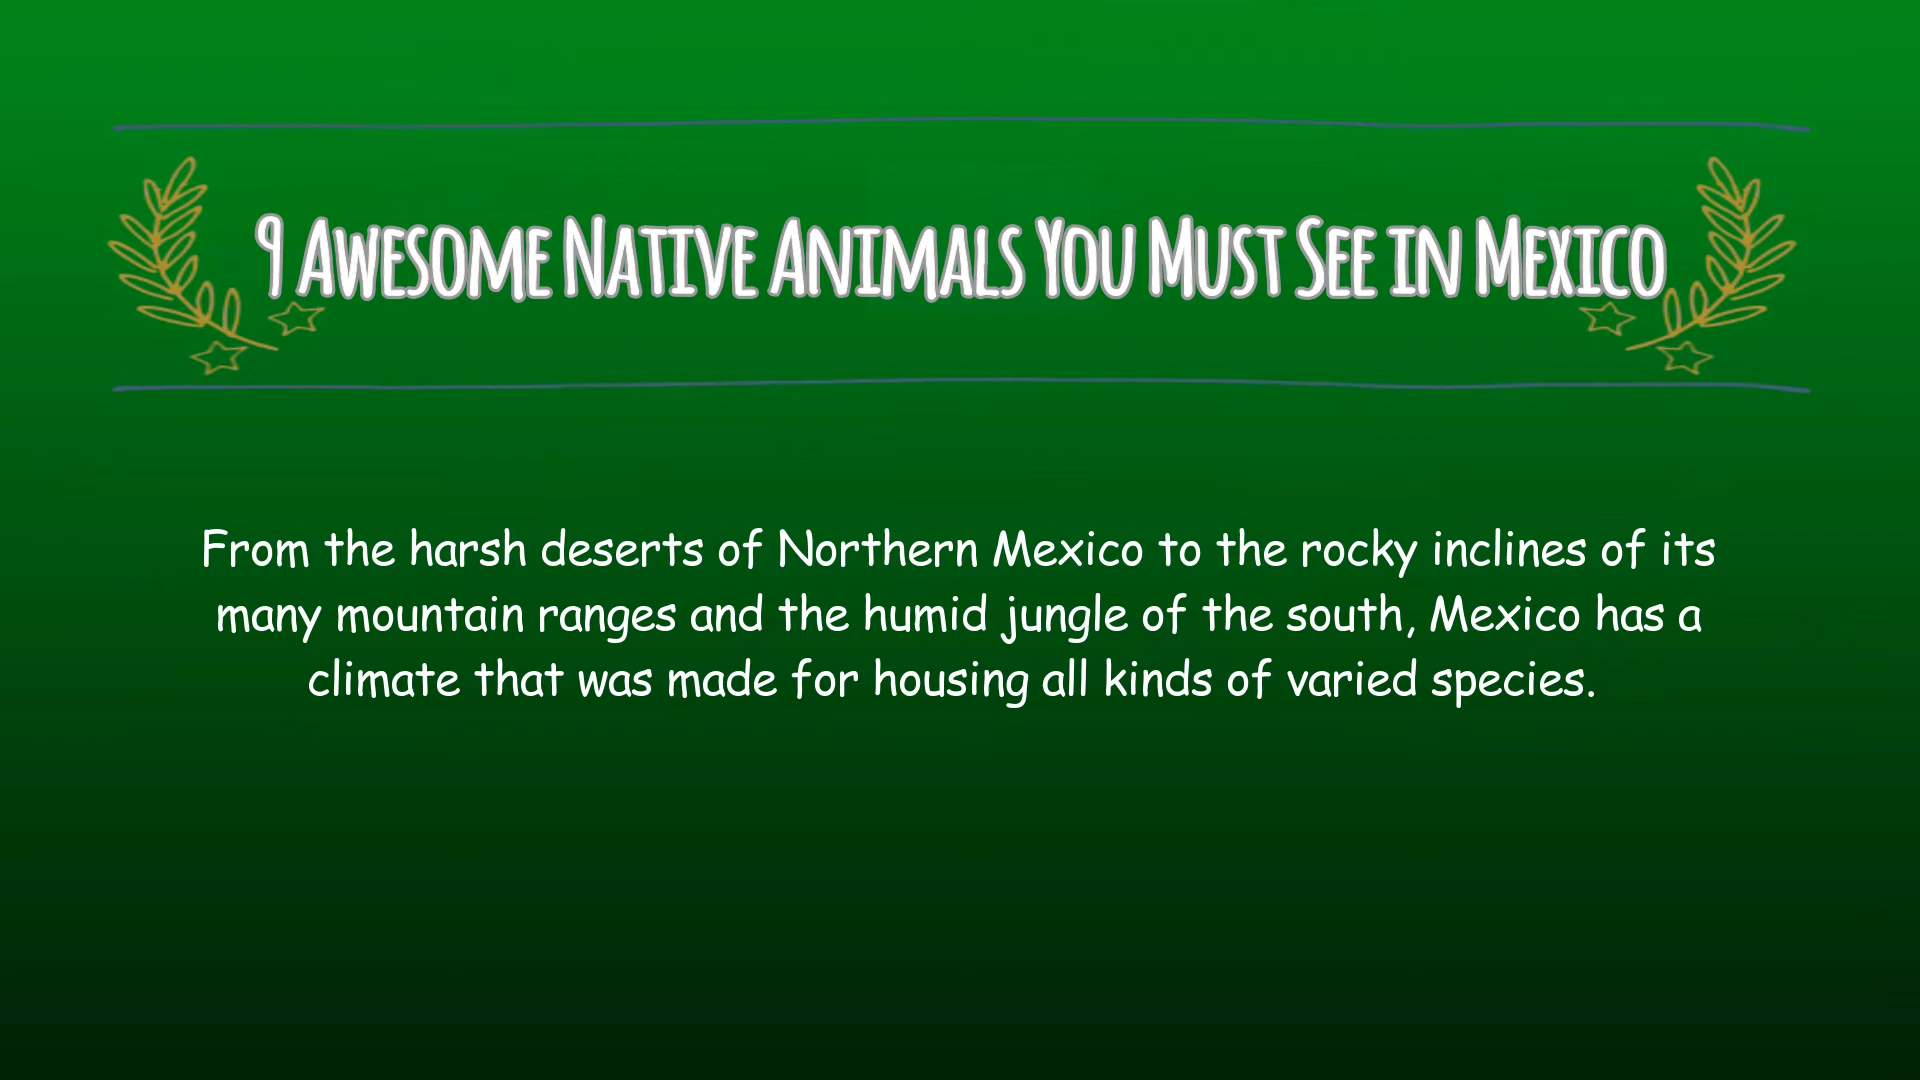 9 Awesome Native Animals You Must See in Mexico
From the harsh deserts of Northern Mexico to the rocky inclines of its
many mountain ranges and the humid jungle of the south, Mexico has a
climate that was made for housing all kinds of varied species.